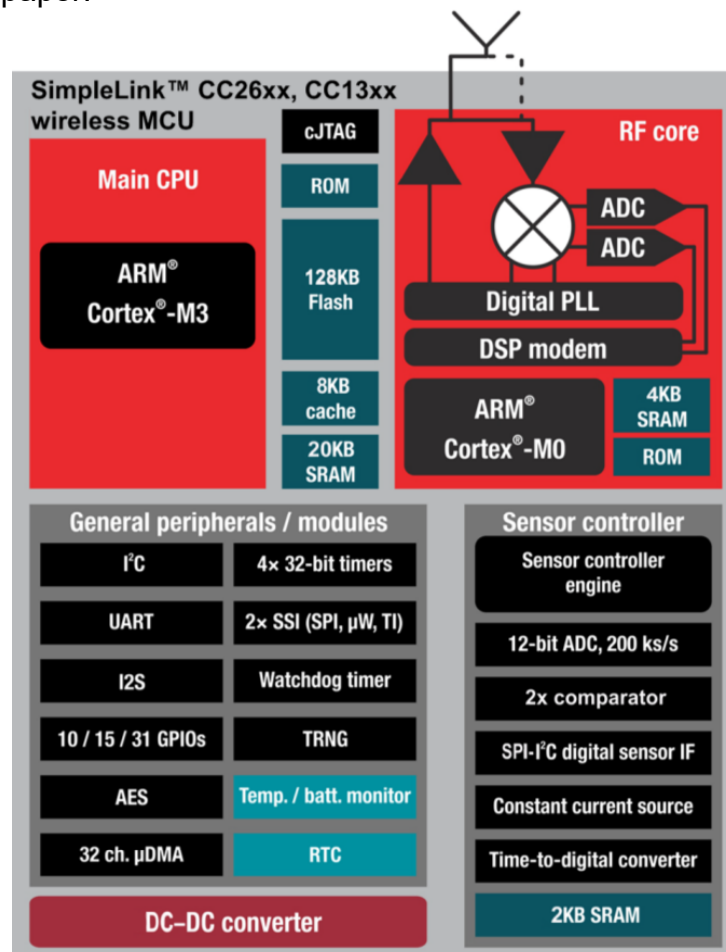 SimpleLink™ CC26xx, CC13xx
wireless MCU
cJTAG
RF core
Main CPU
ROM
ADC
ADC
ARM®
Cortex®-M3
128KB
Flash
Digital PLL
DSP modem
8KB
cache
ARM®
Cortex®-M0
4KB
SRAM
20KB
SRAM
ROM
General peripherals / modules
I²C
4× 32-bit timers
UART
2× SSI (SPI, µW, TI)
I2S
Watchdog timer
10 / 15 / 31 GPIOs
TRNG
AES
Temp. / batt. monitor
32 ch. µDMA
RTC
Sensor controller
Sensor controller
engine
12-bit ADC, 200 ks/s
2x comparator
SPI-I²C digital sensor IF
Constant current source
Time-to-digital converter
2KB SRAM
DC–DC converter